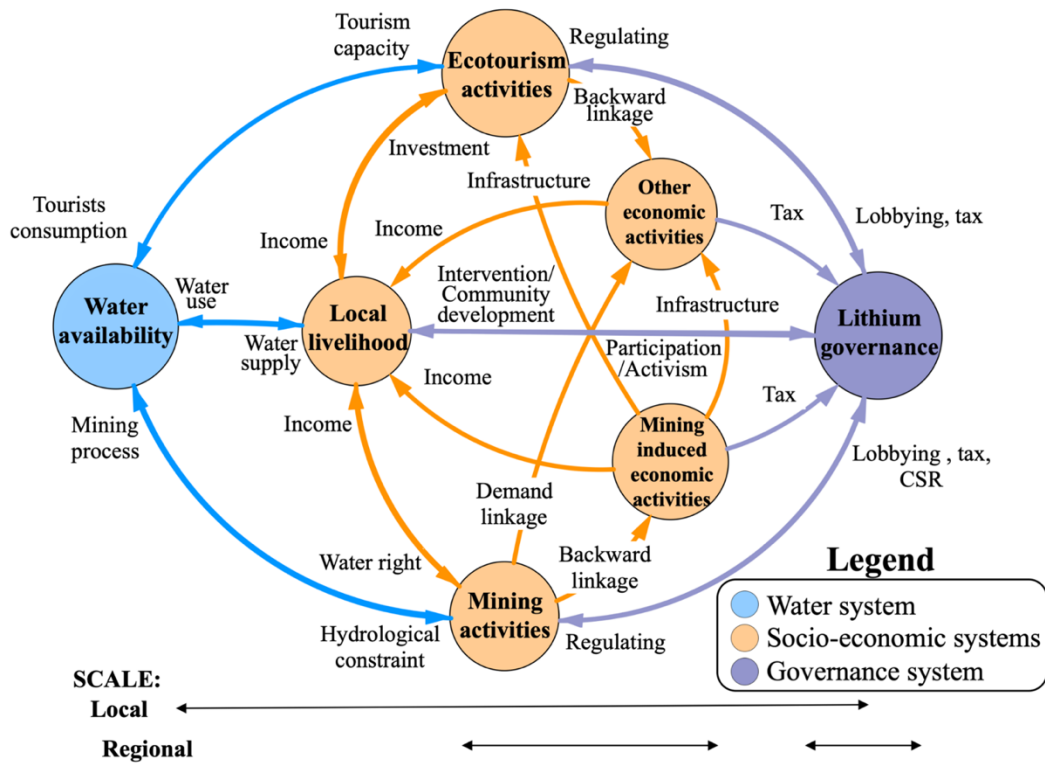 Tourism
capacity
Regulating
Ecotourism
activities
Backward
linkage
Investment
Infrastructure
Other
economic
activities
Tax
Lobbying, tax
Tourists
consumption
Income
Income
Water
availability
Water
use
Water
supply
Local
livelihood
Intervention/
Community
development
Infrastructure
Lithium
governance
Participation
/Activism
Income
Tax
Mining
process
Income
Mining
induced
economic
activities
Lobbying , tax,
CSR
Demand
linkage
Water right
Backward
linkage
Mining
activities
Hydrological
constraint
Regulating
Legend
Water system
Socio-economic systems
Governance system
SCALE:
Local
Regional